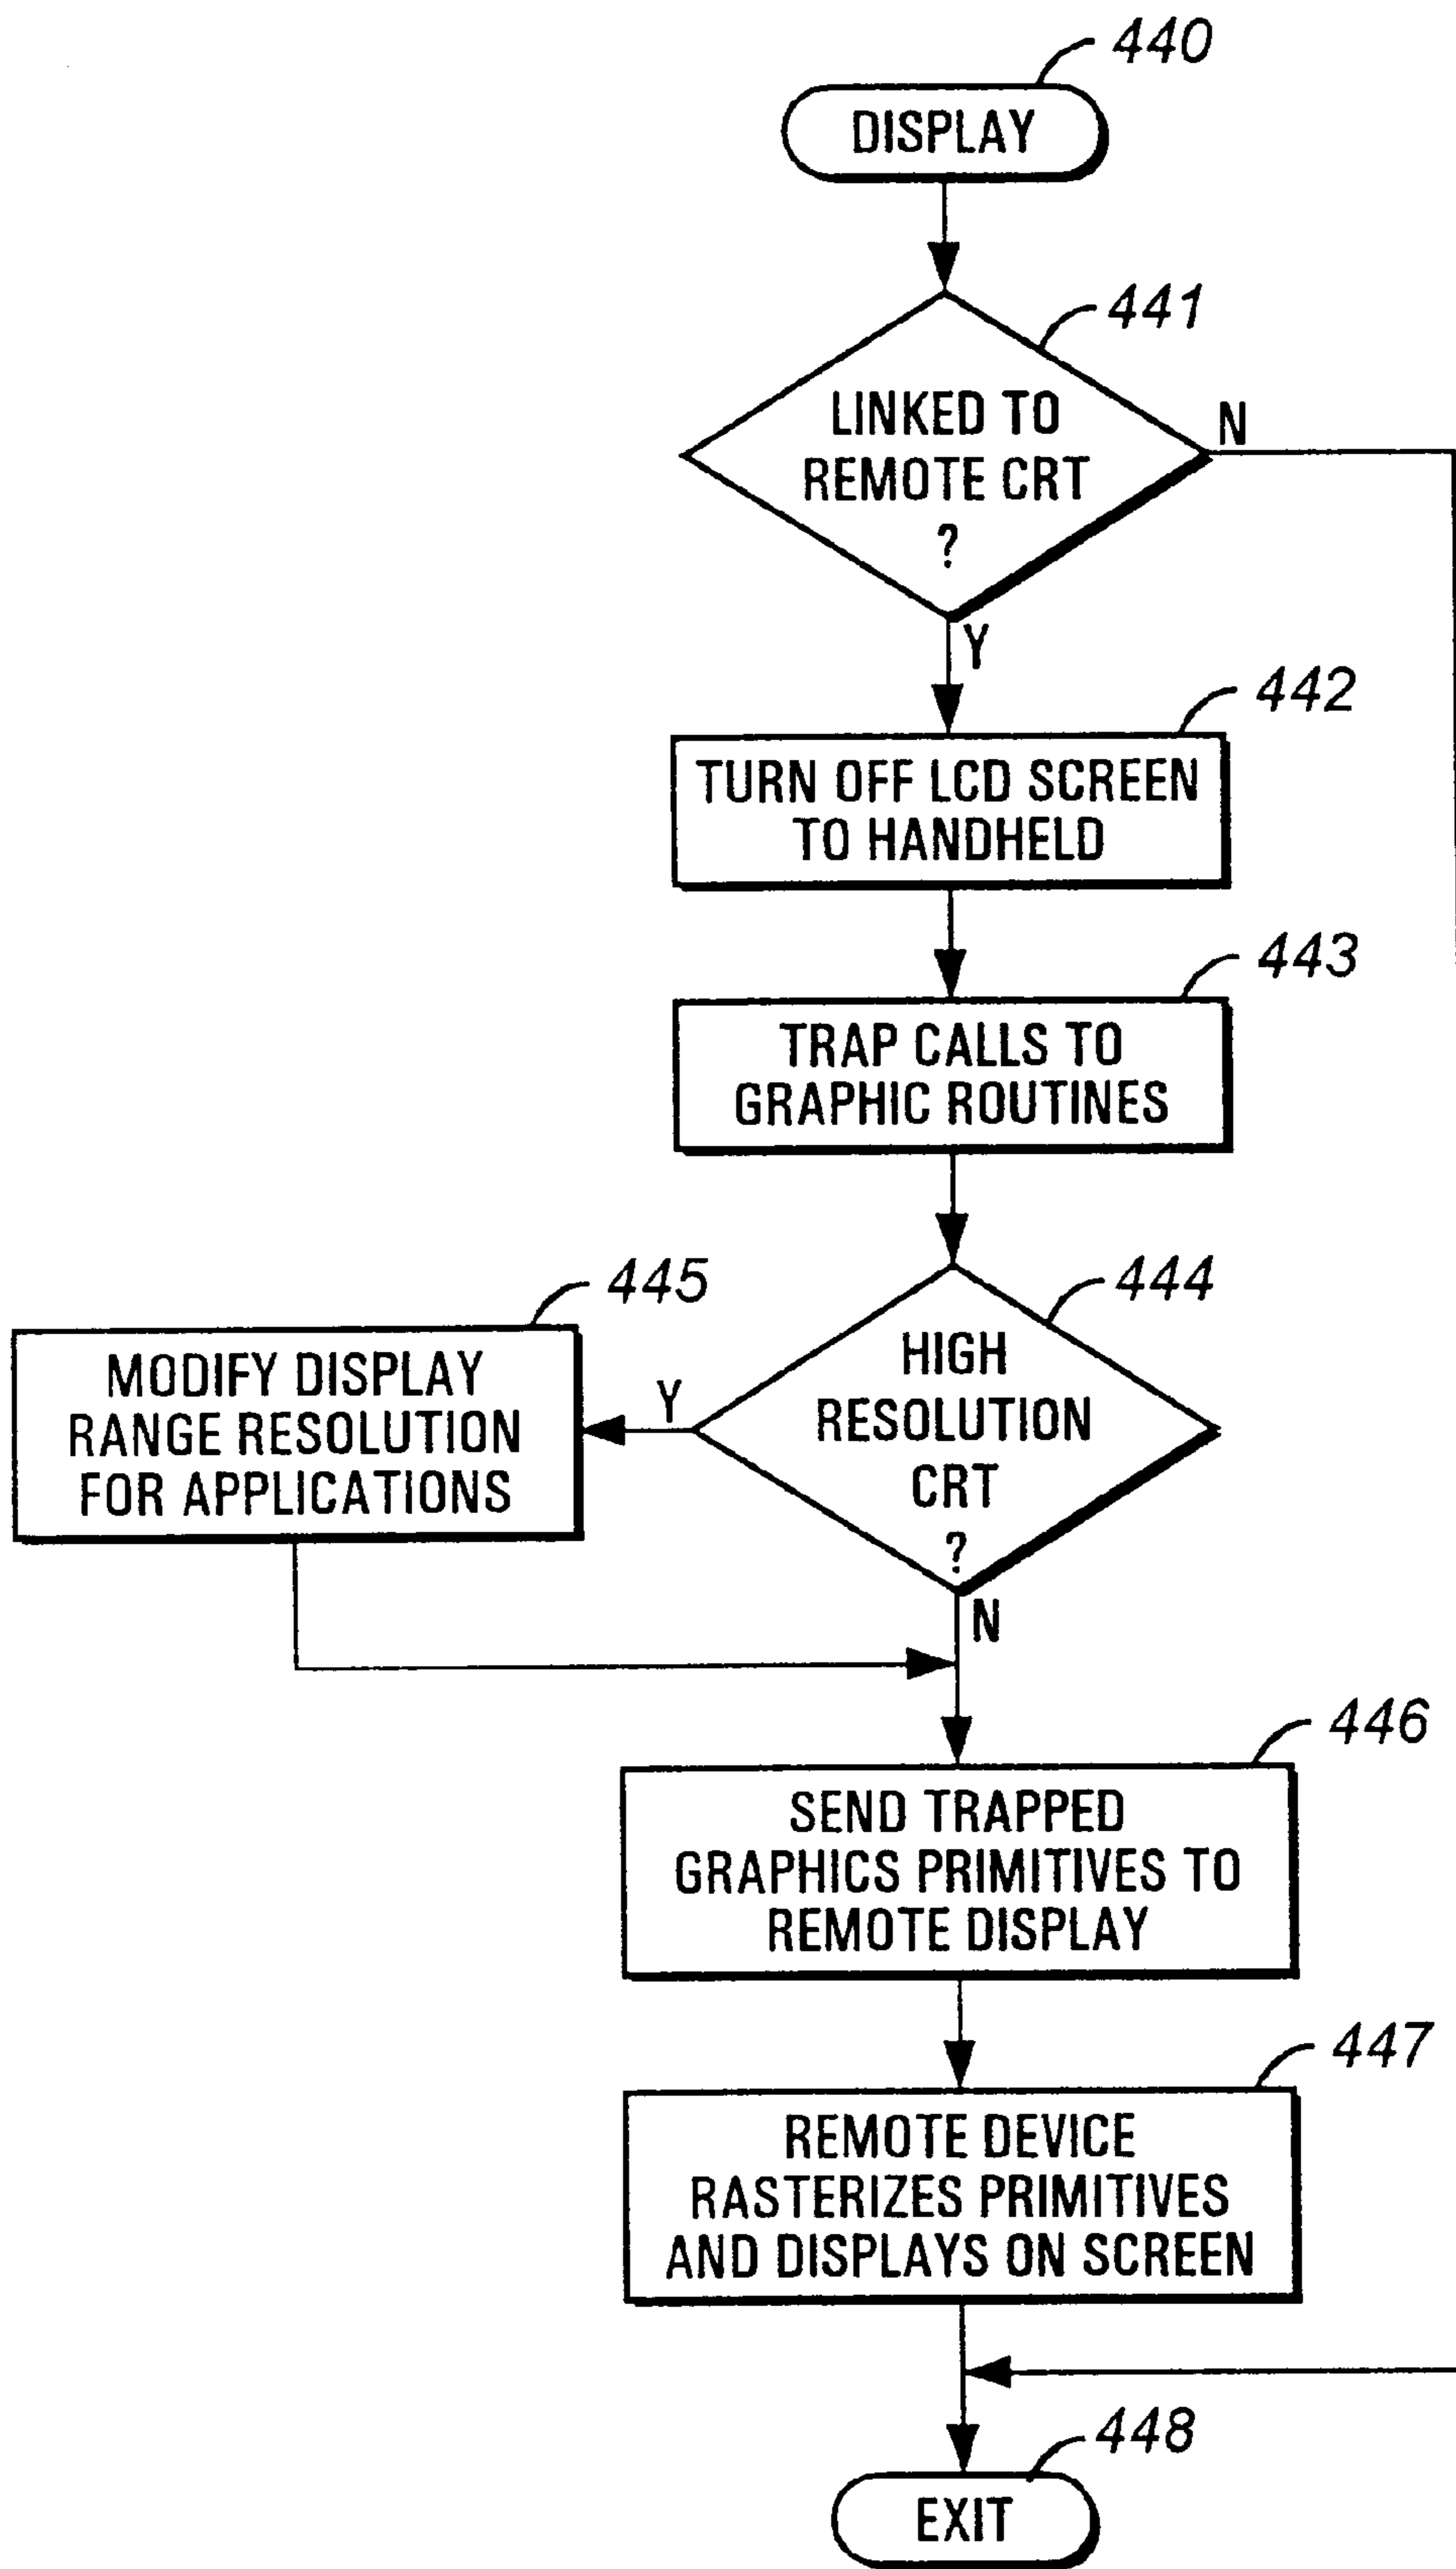 440
DISPLAY
441
LINKED TO
REMOTE CRT
?
N
Y
442
TURN OFF LCD SCREEN
TO HANDHELD
443
TRAP CALLS TO
GRAPHIC ROUTINES
444
HIGH
RESOLUTION
CRT
?
Y
N
445
MODIFY DISPLAY
RANGE RESOLUTION
FOR APPLICATIONS
446
SEND TRAPPED
GRAPHICS PRIMITIVES TO
REMOTE DISPLAY
447
REMOTE DEVICE
RASTERIZES PRIMITIVES
AND DISPLAYS ON SCREEN
448
EXIT